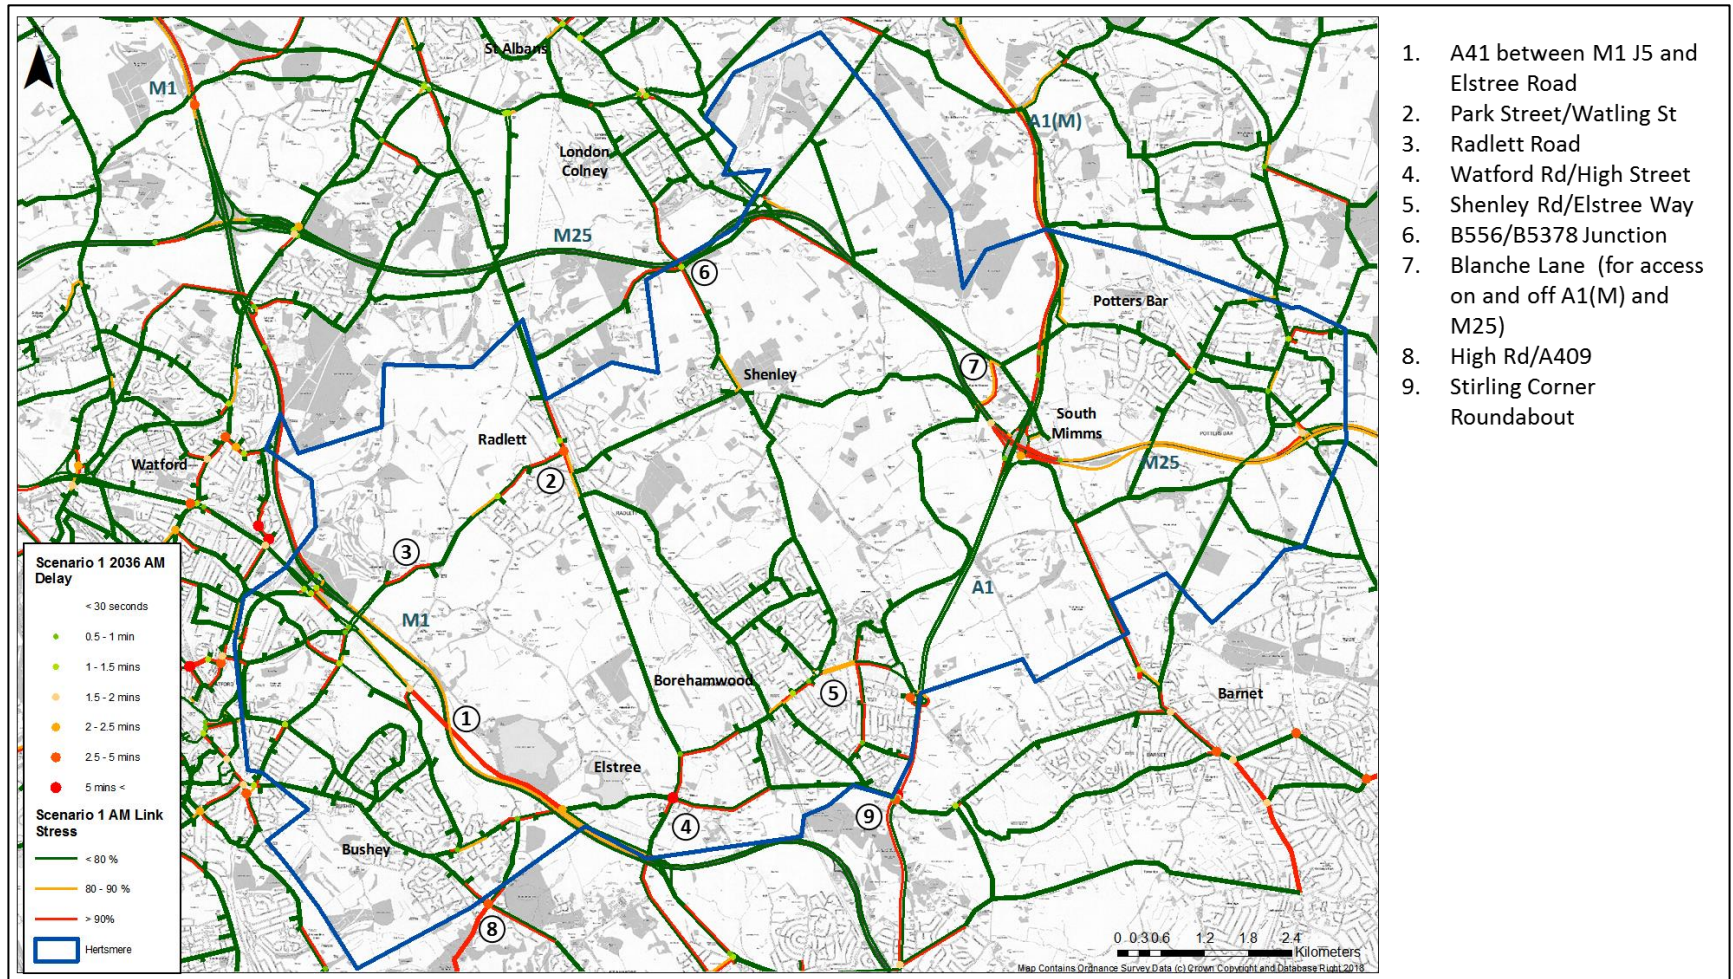 N
St Albans
M1
A1(M)
London
Colney
M25
Potters Bar
Shenley
South
Mimms
Radlett
Watford
M25
M1
A1
Borehamwood
Barnet
Elstree
Bushey
1
2
3
4
5
6
7
8
9
Scenario 1 2036 AM
Delay
< 30 seconds
0.5 - 1 min
1 - 1.5 mins
1.5 - 2 mins
2 - 2.5 mins
2.5 - 5 mins
5 mins <
Scenario 1 AM Link
Stress
< 80 %
80 - 90 %
> 90%
Hertsmere
0 0.3 0.6 1.2 1.8 2.4
Kilometers
Map Contains Ordnance Survey Data (c) Crown Copyright and Database Right 2018
1. A41 between M1 J5 and
Elstree Road
2. Park Street/Watling St
3. Radlett Road
4. Watford Rd/High Street
5. Shenley Rd/Elstree Way
6. B556/B5378 Junction
7. Blanche Lane (for access
on and off A1(M) and
M25)
8. High Rd/A409
9. Stirling Corner
Roundabout